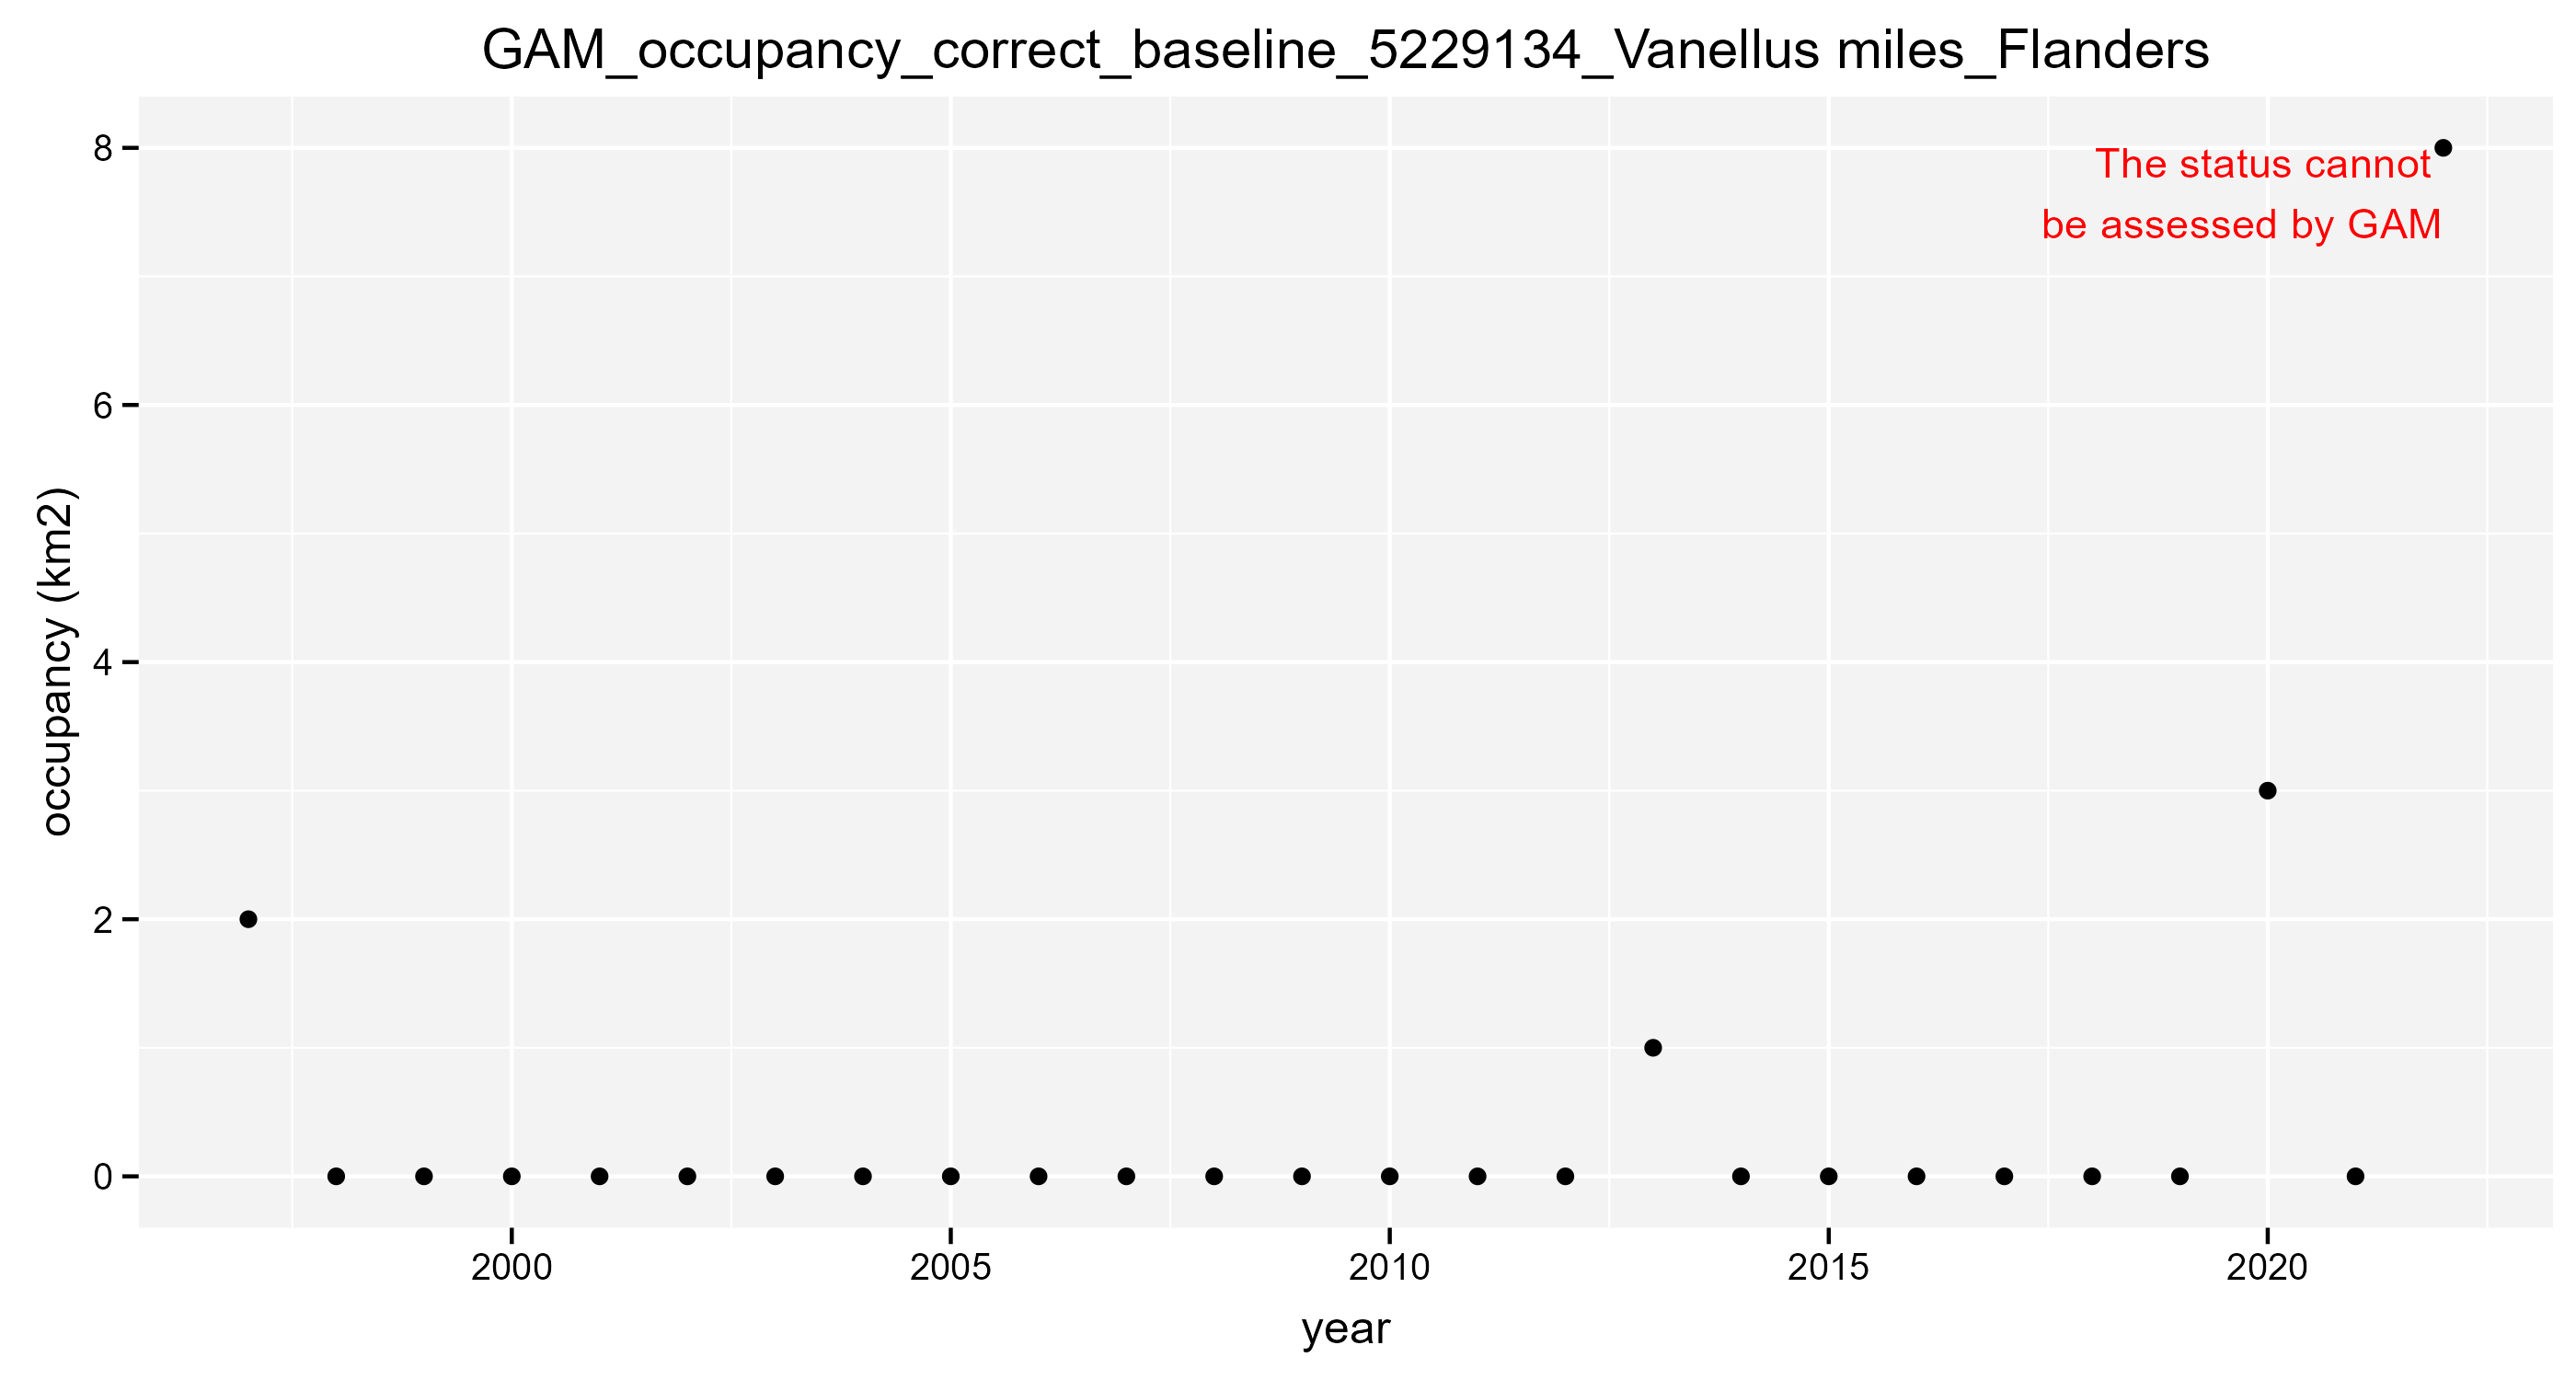 GAM_occupancy_correct_baseline_5229134_Vanellus miles_Flanders
8
The status cannot
be assessed by GAM
6
occupancy (km2)
4
2
0
2000 2005 2010 2015 2020
year